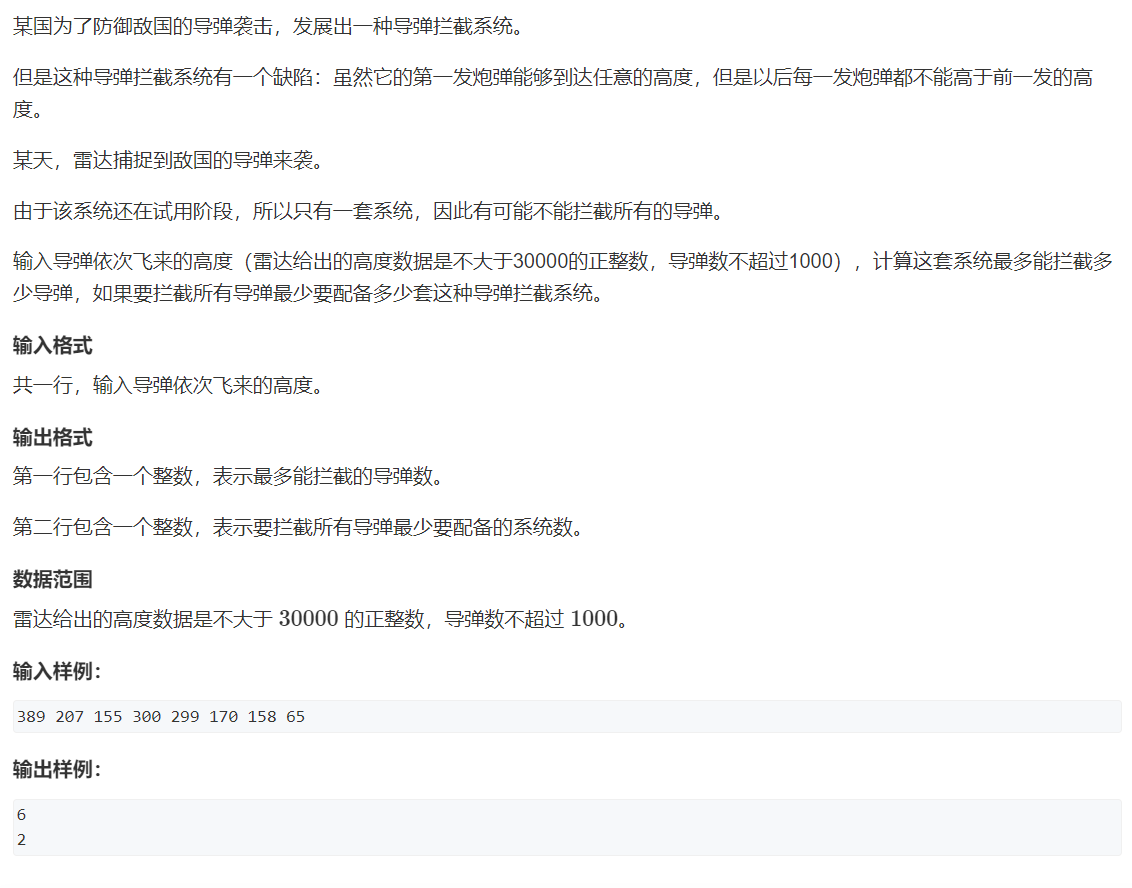 某国为了防御敌国的导弹袭击，发展出一种导弹拦截系统。
但是这种导弹拦截系统有一个缺陷：虽然它的第一发炮弹能够到达任意的高度，但是以后每一发炮弹都不能高于前一发的高
度。
某天，雷达捕捉到敌国的导弹来袭。
由于该系统还在试用阶段，所以只有一套系统，因此有可能不能拦截所有的导弹。
输入导弹依次飞来的高度（雷达给出的高度数据是不大于30000的正整数，导弹数不超过1000），计算这套系统最多能拦截多
少导弹，如果要拦截所有导弹最少要配备多少套这种导弹拦截系统。
输入格式
共一行，输入导弹依次飞来的高度。
输出格式
第一行包含一个整数，表示最多能拦截的导弹数。
第二行包含一个整数，表示要拦截所有导弹最少要配备的系统数。
数据范围
雷达给出的高度数据是不大于 30000 的正整数，导弹数不超过 1000。
输入样例：
389 207 155 300 299 170 158 65
输出样例：
6
2